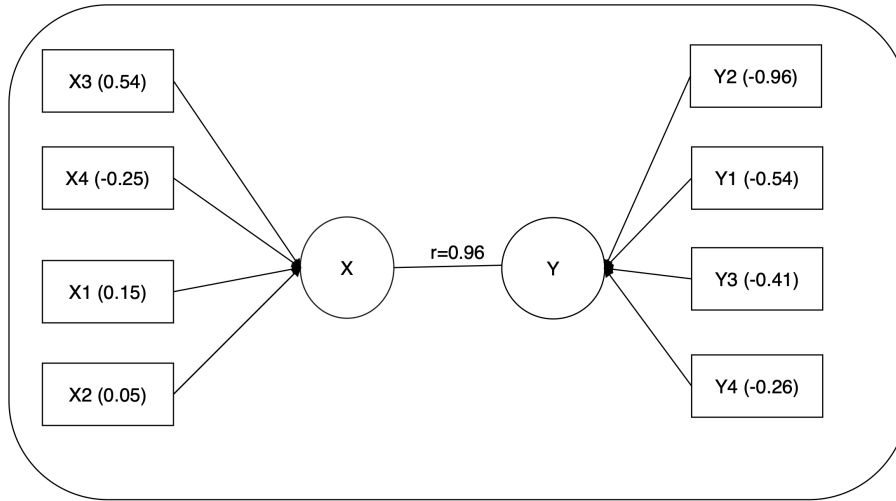 X3 (0.54)
X4 (-0.25)
X1 (0.15)
X2 (0.05)
X
r=0.96
Y
Y2 (-0.96)
Y1 (-0.54)
Y3 (-0.41)
Y4 (-0.26)